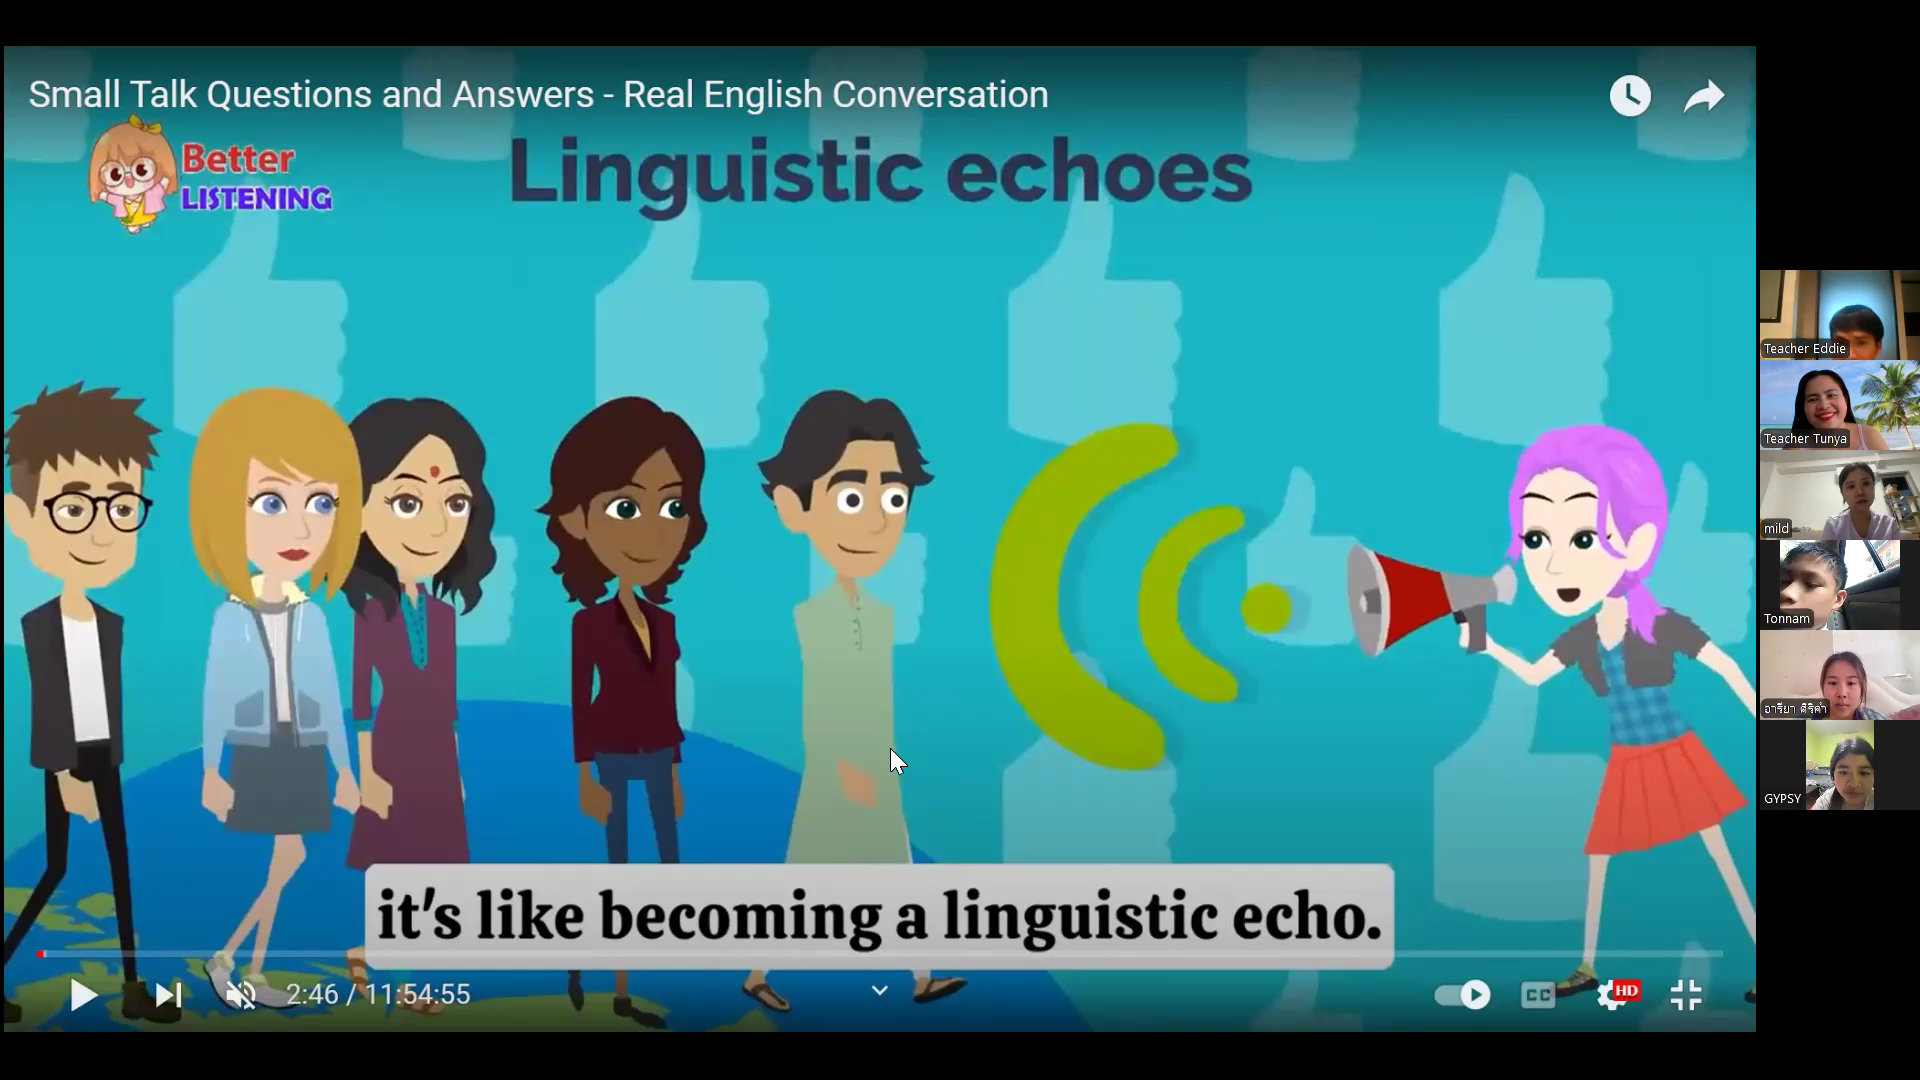 Small Talk Questions and Answers - Real English Conversation
Better
LISTENING
Linguistic echoes
it's like becoming a linguistic echo.
2:46 / 11:54:55
CC
HD
Teacher Eddie
Teacher Tunya
mild
Tonnam
อารียา ศิริคำ
GYPSY